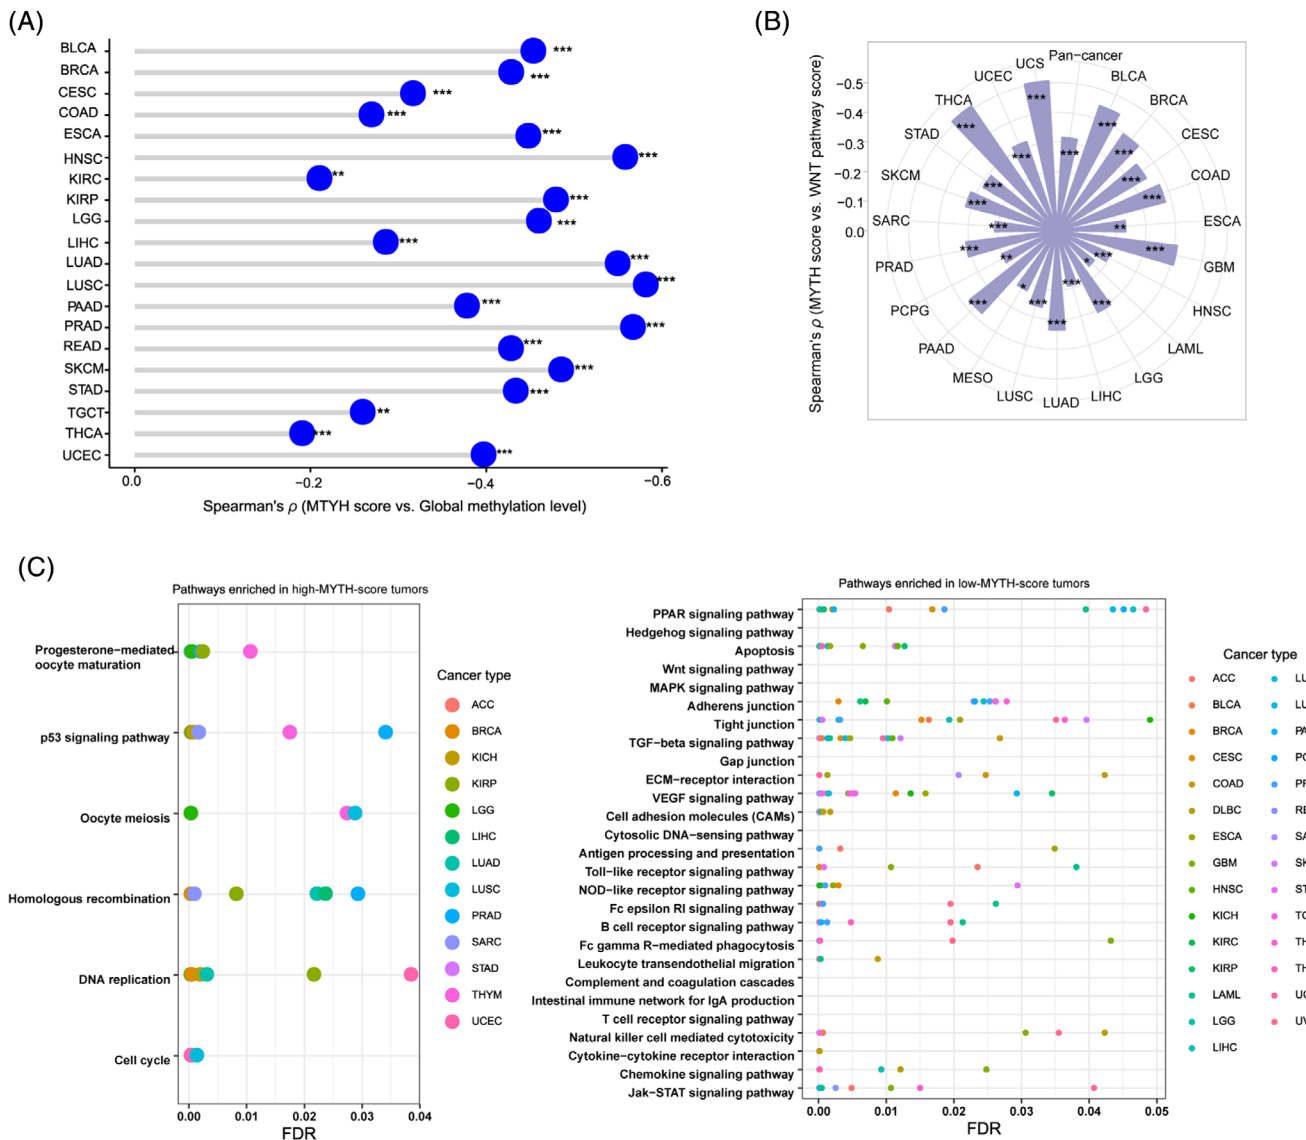 (A)
BLCA ***
BRCA ***
CESC ***
COAD ***
ESCA ***
HNSC ***
KIRC **
KIRP ***
LGG ***
LIHC ***
LUAD ***
LUSC ***
PAAD ***
PRAD ***
READ ***
SKCM ***
STAD ***
TGCT **
THCA ***
UCEC ***
0.0 −0.2 −0.4 −0.6
Spearman's ρ (MTYH score vs. Global methylation level)
(B)
Spearman's ρ (MYTH score vs. WNT pathway score)
−0.5
−0.4
−0.3
−0.2
−0.1
0.0
Pan−cancer ***
BLCA ***
BRCA ***
CESC ***
COAD ***
ESCA **
GBM ***
HNSC ***
LAML *
LGG ***
LIHC ***
LUAD ***
LUSC ***
MESO *
PAAD ***
PCPG **
PRAD ***
SARC ***
SKCM ***
STAD ***
THCA ***
UCEC ***
UCS ***
(C)
Pathways enriched in high−MYTH−score tumors
Progesterone−mediated
oocyte maturation
p53 signaling pathway
Oocyte meiosis
Homologous recombination
DNA replication
Cell cycle
0.00 0.01 0.02 0.03 0.04
FDR
Cancer type
ACC
BRCA
KICH
KIRP
LGG
LIHC
LUAD
LUSC
PRAD
SARC
STAD
THYM
UCEC
Pathways enriched in low−MYTH−score tumors
PPAR signaling pathway
Hedgehog signaling pathway
Apoptosis
Wnt signaling pathway
MAPK signaling pathway
Adherens junction
Tight junction
TGF−beta signaling pathway
Gap junction
ECM−receptor interaction
VEGF signaling pathway
Cell adhesion molecules (CAMs)
Cytosolic DNA−sensing pathway
Antigen processing and presentation
Toll−like receptor signaling pathway
NOD−like receptor signaling pathway
Fc epsilon RI signaling pathway
B cell receptor signaling pathway
Fc gamma R−mediated phagocytosis
Leukocyte transendothelial migration
Complement and coagulation cascades
Intestinal immune network for IgA production
T cell receptor signaling pathway
Natural killer cell mediated cytotoxicity
Cytokine−cytokine receptor interaction
Chemokine signaling pathway
Jak−STAT signaling pathway
0.00 0.01 0.02 0.03 0.04 0.05
FDR
Cancer type
ACC
BLCA
BRCA
CESC
COAD
DLBC
ESCA
GBM
HNSC
KICH
KIRC
KIRP
LAML
LGG
LIHC